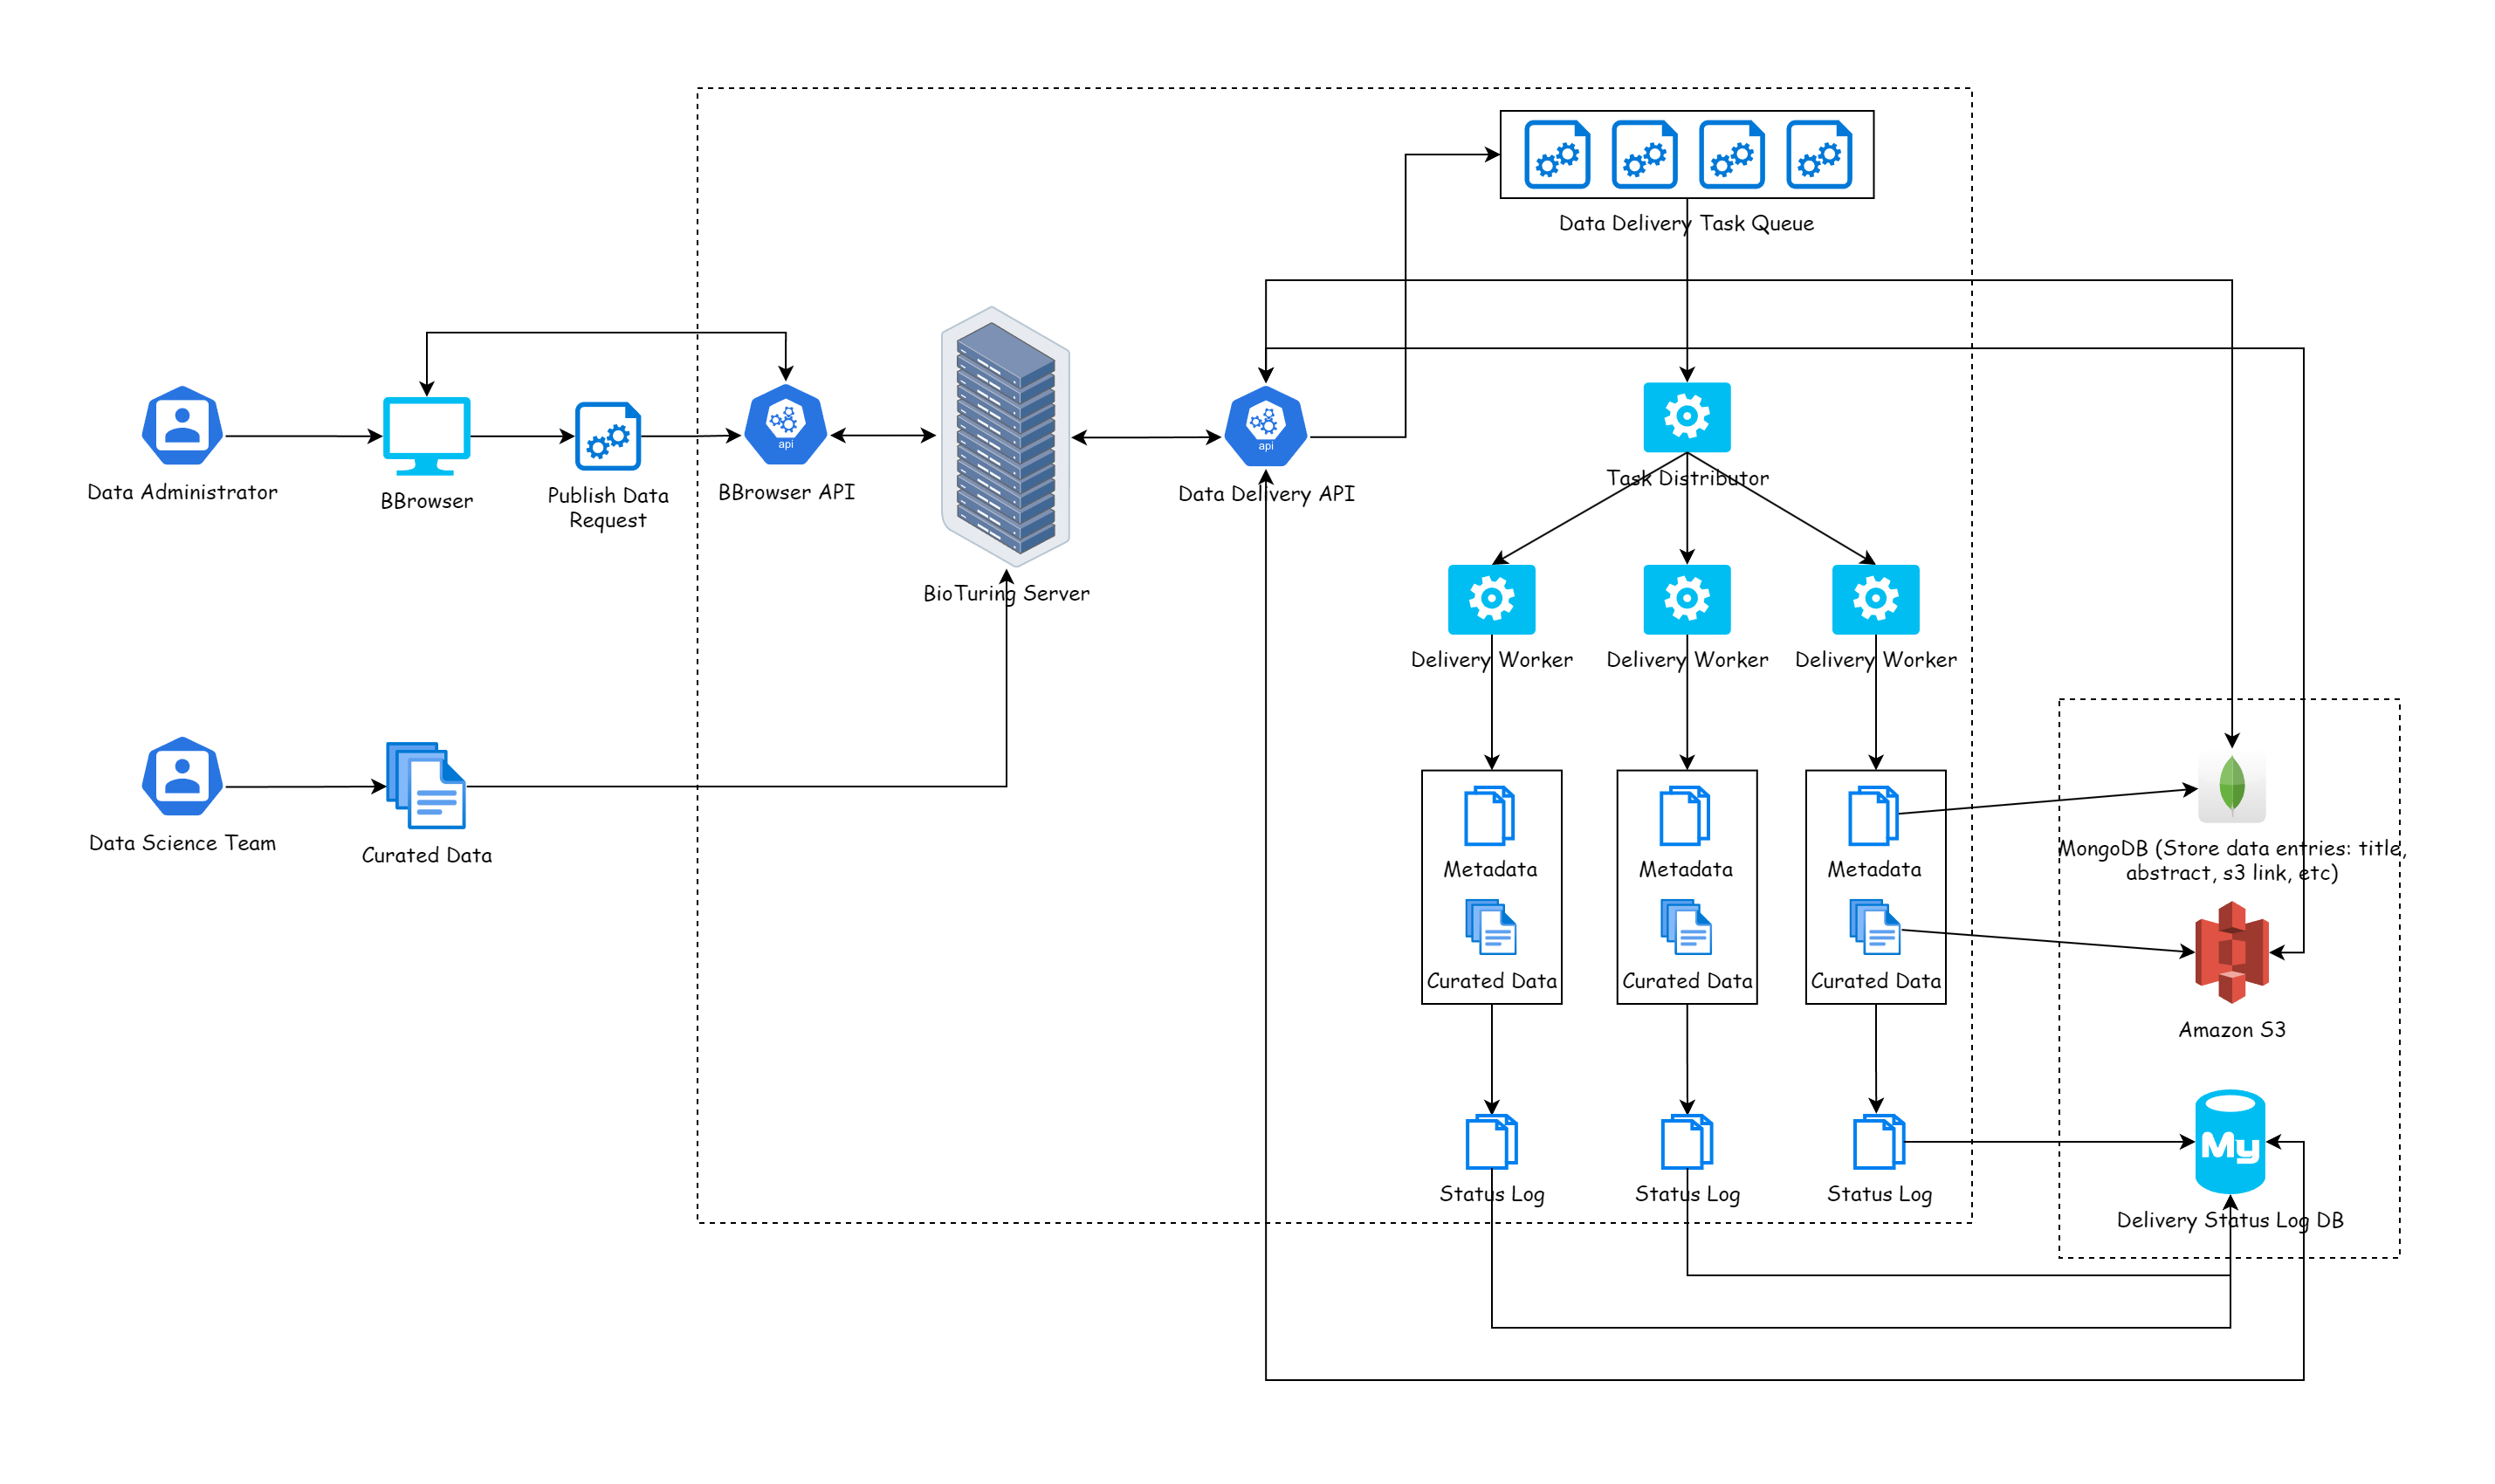 Data Delivery Task Queue
Data Administrator
BBrowser
Publish Data
Request
api
BBrowser API
BioTuring Server
api
Data Delivery API
Task Distributor
Delivery Worker
Delivery Worker
Delivery Worker
Data Science Team
Curated Data
Metadata
Curated Data
Metadata
Curated Data
Metadata
Curated Data
MongoDB (Store data entries: title,
abstract, s3 link, etc)
Amazon S3
Status Log
Status Log
Status Log
My
Delivery Status Log DB